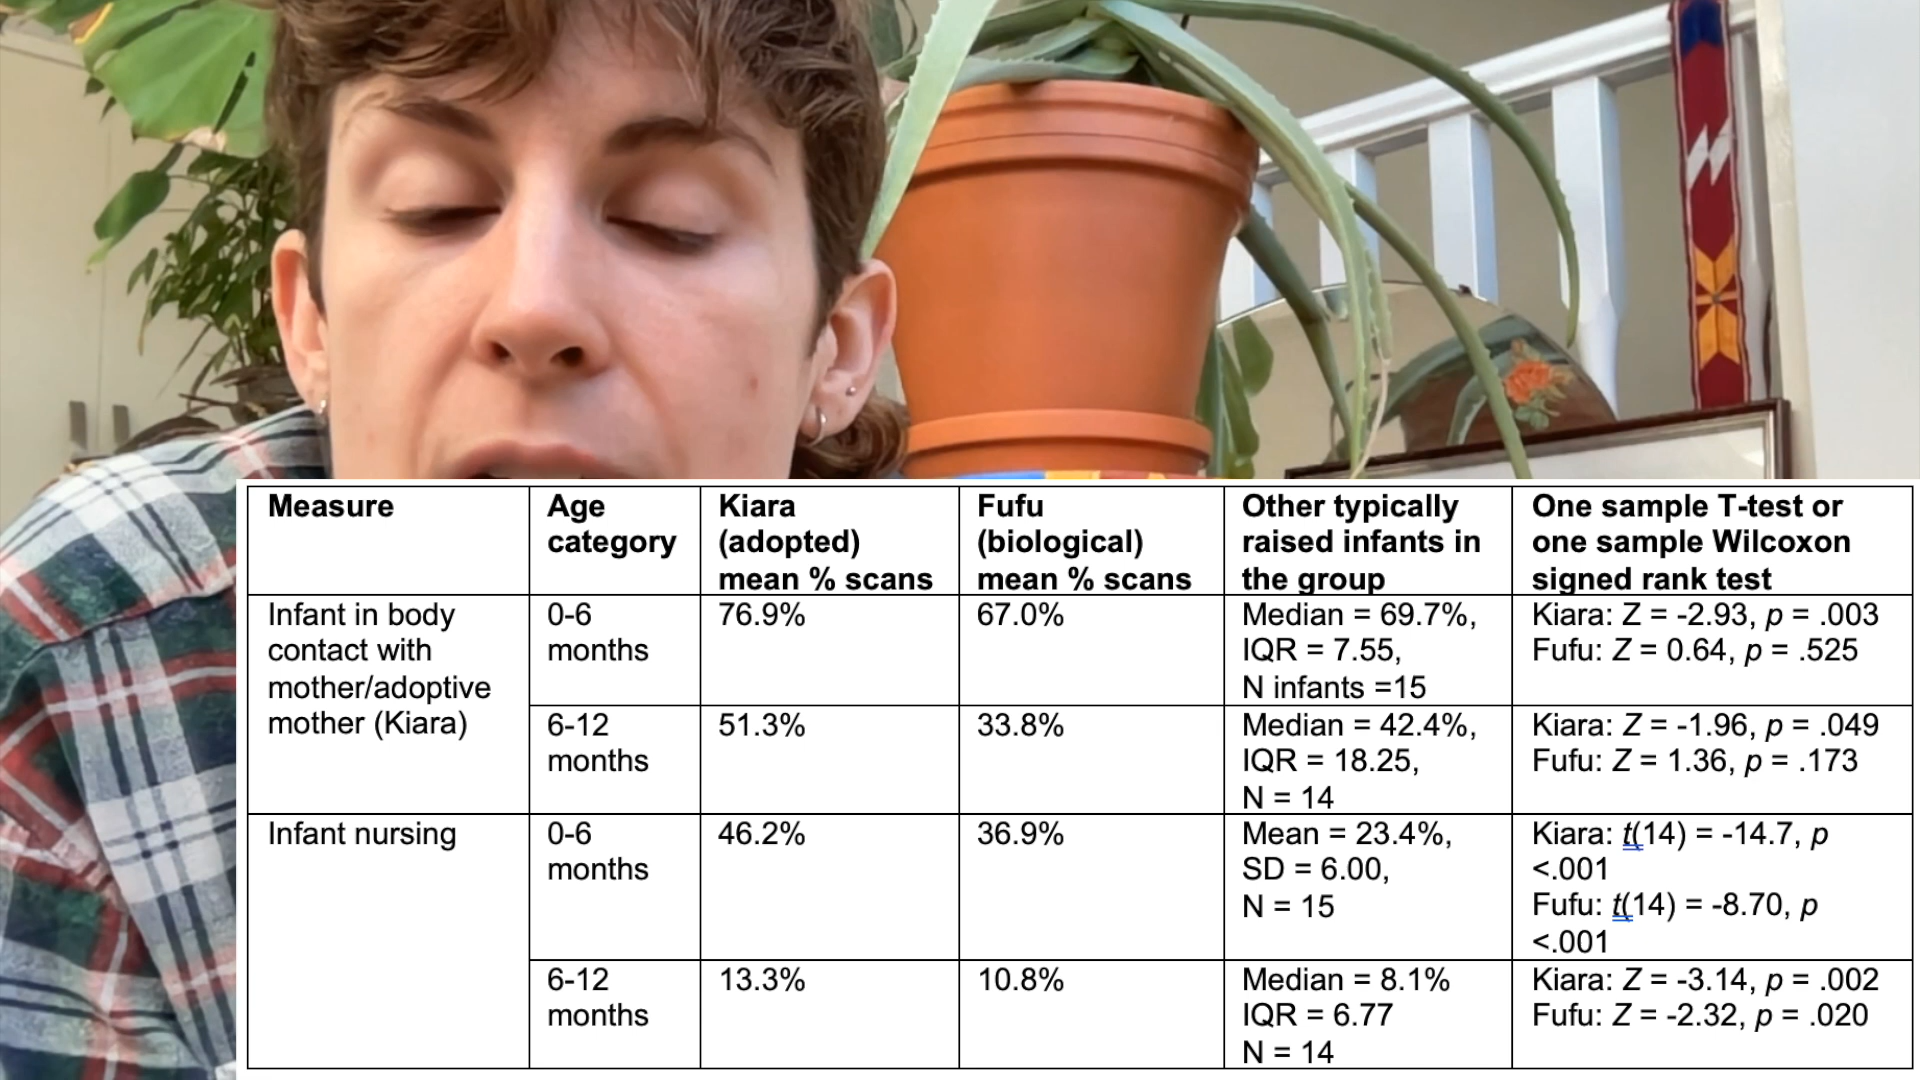 Measure
Age
category
Kiara
(adopted)
mean % scans
Fufu
(biological)
mean % scans
Other typically
raised infants in
the group
One sample T-test or
one sample Wilcoxon
signed rank test
Infant in body
contact with
mother/adoptive
mother (Kiara)
0-6
months
76.9%
67.0%
Median = 69.7%,
IQR = 7.55,
N infants =15
Kiara: Z = -2.93, p = .003
Fufu: Z = 0.64, p = .525
6-12
months
51.3%
33.8%
Median = 42.4%,
IQR = 18.25,
N = 14
Kiara: Z = -1.96, p = .049
Fufu: Z = 1.36, p = .173
Infant nursing
0-6
months
46.2%
36.9%
Mean = 23.4%,
SD = 6.00,
N = 15
Kiara: t(14) = -14.7, p
<.001
Fufu: t(14) = -8.70, p
<.001
6-12
months
13.3%
10.8%
Median = 8.1%
IQR = 6.77
N = 14
Kiara: Z = -3.14, p = .002
Fufu: Z = -2.32, p = .020